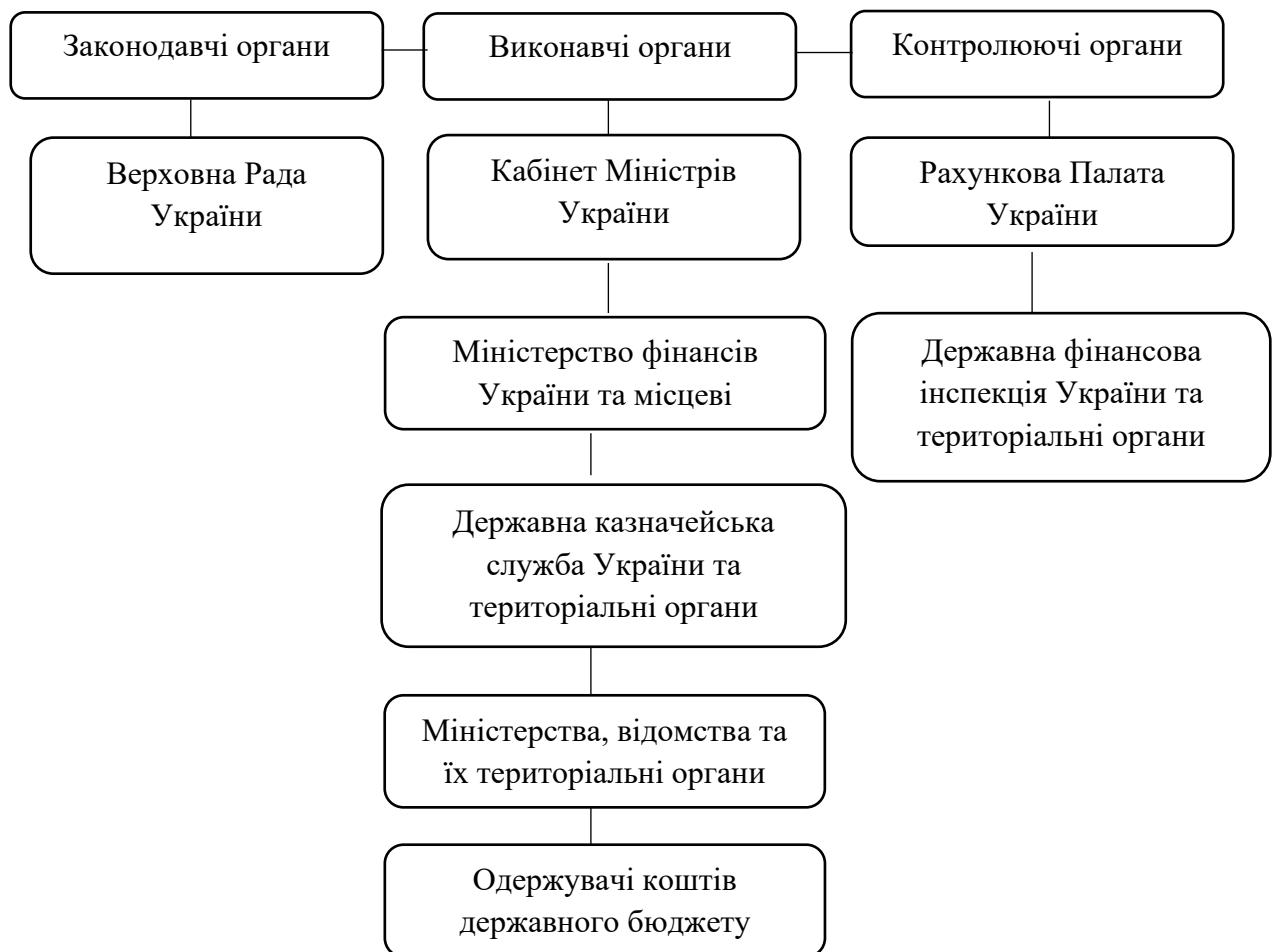 Законодавчі органи
Виконавчі органи
Контролюючі органи
Верховна Рада
України
Кабінет Міністрів
України
Рахункова Палата
України
Міністерство фінансів
України та місцеві
Державна фінансова
інспекція України та
територіальні органи
Державна казначейська
служба України та
територіальні органи
Міністерства, відомства та
їх територіальні органи
Одержувачі коштів
державного бюджету